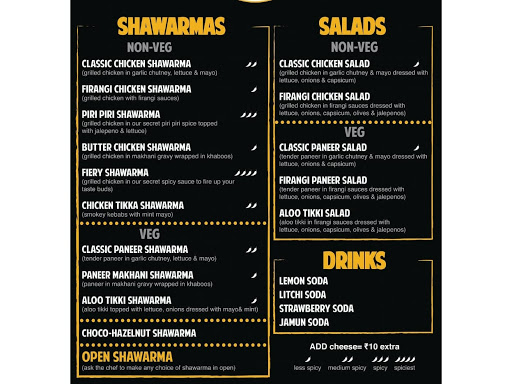 SHAWARMAS
NON-VEG
CLASSIC CHICKEN SHAWARMA
(grilled chicken in garlic chutney, lettuce & mayo)
FIRANGI CHICKEN SHAWARMA
(grilled chicken with firangi sauces)
PIRI PIRI SHAWARMA
(grilled chicken in our secret piri piri spice topped
with jalepeno & lettuce)
BUTTER CHICKEN SHAWARMA
(grilled chicken in makhani gravy wrapped in khaboos)
FIERY SHAWARMA
(grilled chicken in our secret spicy sauce to fire up your
taste buds)
CHICKEN TIKKA SHAWARMA
(smokey kebabs with mint mayo)
VEG
CLASSIC PANEER SHAWARMA
(tender paneer in garlic chutney, lettuce & mayo)
PANEER MAKHANI SHAWARMA
(paneer in makhani gravy wrapped in khaboos)
ALOO TIKKI SHAWARMA
(aloo tikki topped with lettuce, onions dressed with mayo& mint)
CHOCO-HAZELNUT SHAWARMA
OPEN SHAWARMA
(ask the chef to make any choice of shawarma in open)
SALADS
NON-VEG
CLASSIC CHICKEN SALAD
(grilled chicken in garlic chutney & mayo dressed with
lettuce, onions & capsicum)
FIRANGI CHICKEN SALAD
(grilled chicken in firangi sauces dressed with
lettuce, onions, capsicum, olives & jalepenos)
VEG
CLASSIC PANEER SALAD
(tender paneer in garlic chutney & mayo dressed with
lettuce, onions & capsicum)
FIRANGI PANEER SALAD
(tender paneer in firangi sauces dressed with
lettuce, onions, capsicum, olives & jalepenos)
ALOO TIKKI SALAD
(aloo tikki in firangi sauces dressed with
lettuce, onions, capsicum, olives & jalepenos)
DRINKS
LEMON SODA
LITCHI SODA
STRAWBERRY SODA
JAMUN SODA
ADD cheese= ₹10 extra
less spicy medium spicy spicy spiciest